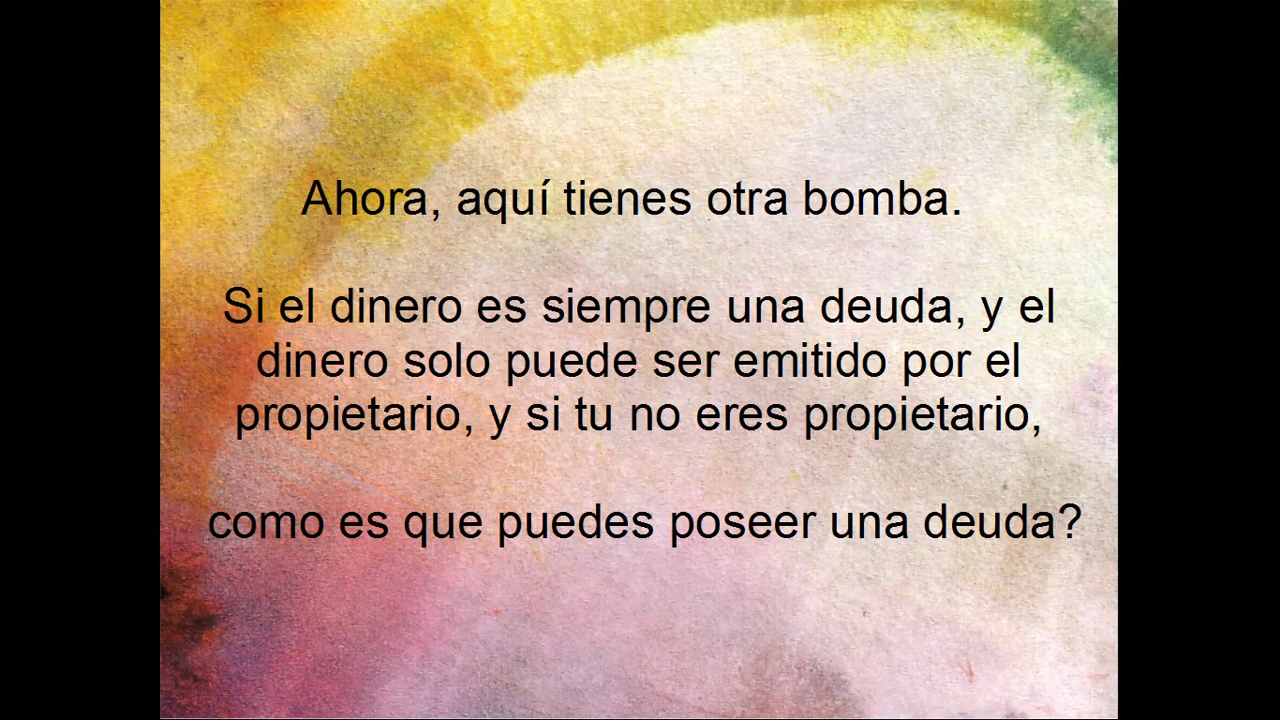 Ahora, aquí tienes otra bomba.
Si el dinero es siempre una deuda, y el
dinero solo puede ser emitido por el
propietario, y si tu no eres propietario,
como es que puedes poseer una deuda?